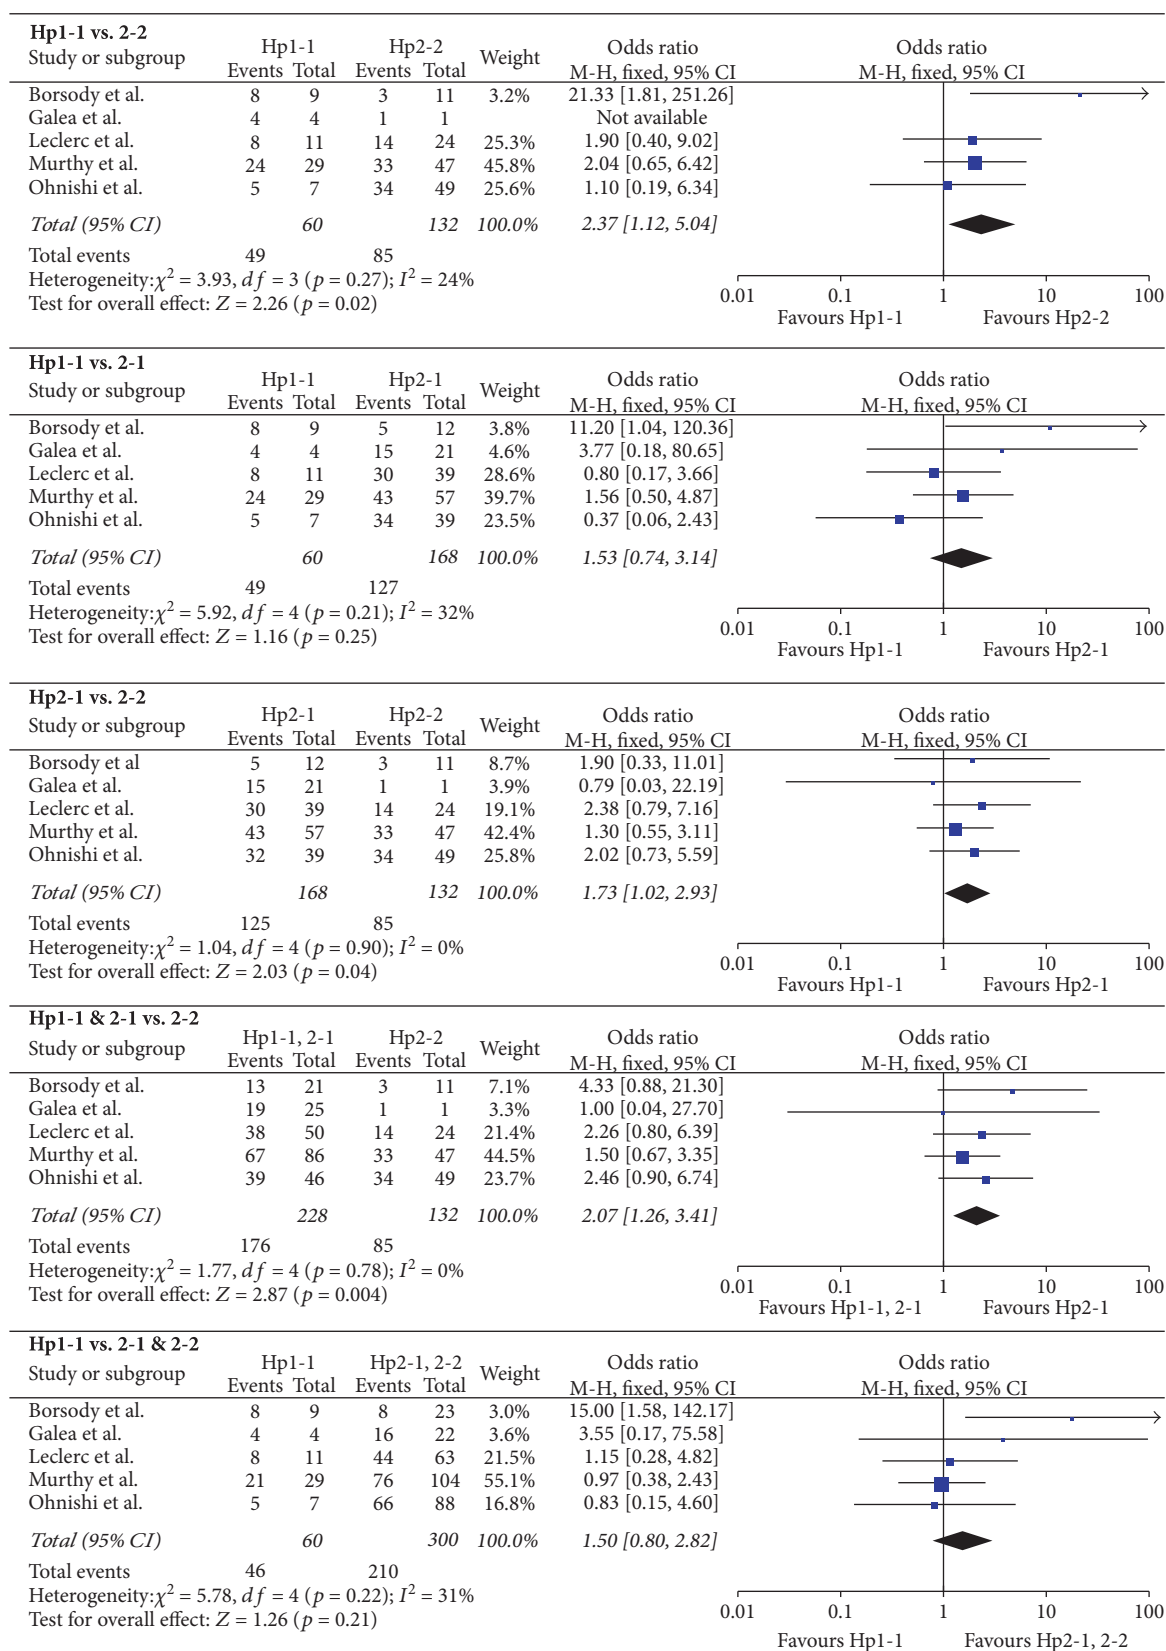 Hp1-1 vs. 2-2
Study or subgroup Hp1-1 Hp2-2 Weight Odds ratio Odds ratio
Events Total Events Total M-H, fixed, 95% CI M-H, fixed, 95% CI
Borsody et al. 8 9 3 11 3.2% 21.33 [1.81, 251.26]
Galea et al. 4 4 1 1 Not available
Leclerc et al. 8 11 14 24 25.3% 1.90 [0.40, 9.02]
Murthy et al. 24 29 33 47 45.8% 2.04 [0.65, 6.42]
Ohnishi et al. 5 7 34 49 25.6% 1.10 [0.19, 6.34]
Total (95% CI) 60 132 100.0% 2.37 [1.12, 5.04]
Total events 49 85
Heterogeneity: χ² = 3.93, df = 3 (p = 0.27); I² = 24%
Test for overall effect: Z = 2.26 (p = 0.02)
0.01 0.1 1 10 100
Favours Hp1-1 Favours Hp2-2
Hp1-1 vs. 2-1
Study or subgroup Hp1-1 Hp2-1 Weight Odds ratio Odds ratio
Events Total Events Total M-H, fixed, 95% CI M-H, fixed, 95% CI
Borsody et al. 8 9 5 12 3.8% 11.20 [1.04, 120.36]
Galea et al. 4 4 15 21 4.6% 3.77 [0.18, 80.65]
Leclerc et al. 8 11 30 39 28.6% 0.80 [0.17, 3.66]
Murthy et al. 24 29 43 57 39.7% 1.56 [0.50, 4.87]
Ohnishi et al. 5 7 34 39 23.5% 0.37 [0.06, 2.43]
Total (95% CI) 60 168 100.0% 1.53 [0.74, 3.14]
Total events 49 127
Heterogeneity: χ² = 5.92, df = 4 (p = 0.21); I² = 32%
Test for overall effect: Z = 1.16 (p = 0.25)
0.01 0.1 1 10 100
Favours Hp1-1 Favours Hp2-1
Hp2-1 vs. 2-2
Study or subgroup Hp2-1 Hp2-2 Weight Odds ratio Odds ratio
Events Total Events Total M-H, fixed, 95% CI M-H, fixed, 95% CI
Borsody et al 5 12 3 11 8.7% 1.90 [0.33, 11.01]
Galea et al. 15 21 1 1 3.9% 0.79 [0.03, 22.19]
Leclerc et al. 30 39 14 24 19.1% 2.38 [0.79, 7.16]
Murthy et al. 43 57 33 47 42.4% 1.30 [0.55, 3.11]
Ohnishi et al. 32 39 34 49 25.8% 2.02 [0.73, 5.59]
Total (95% CI) 168 132 100.0% 1.73 [1.02, 2.93]
Total events 125 85
Heterogeneity: χ² = 1.04, df = 4 (p = 0.90); I² = 0%
Test for overall effect: Z = 2.03 (p = 0.04)
0.01 0.1 1 10 100
Favours Hp1-1 Favours Hp2-1
Hp1-1 & 2-1 vs. 2-2
Study or subgroup Hp1-1, 2-1 Hp2-2 Weight Odds ratio Odds ratio
Events Total Events Total M-H, fixed, 95% CI M-H, fixed, 95% CI
Borsody et al. 13 21 3 11 7.1% 4.33 [0.88, 21.30]
Galea et al. 19 25 1 1 3.3% 1.00 [0.04, 27.70]
Leclerc et al. 38 50 14 24 21.4% 2.26 [0.80, 6.39]
Murthy et al. 67 86 33 47 44.5% 1.50 [0.67, 3.35]
Ohnishi et al. 39 46 34 49 23.7% 2.46 [0.90, 6.74]
Total (95% CI) 228 132 100.0% 2.07 [1.26, 3.41]
Total events 176 85
Heterogeneity: χ² = 1.77, df = 4 (p = 0.78); I² = 0%
Test for overall effect: Z = 2.87 (p = 0.004)
0.01 0.1 1 10 100
Favours Hp1-1, 2-1 Favours Hp2-1
Hp1-1 vs. 2-1 & 2-2
Study or subgroup Hp1-1 Hp2-1, 2-2 Weight Odds ratio Odds ratio
Events Total Events Total M-H, fixed, 95% CI M-H, fixed, 95% CI
Borsody et al. 8 9 8 23 3.0% 15.00 [1.58, 142.17]
Galea et al. 4 4 16 22 3.6% 3.55 [0.17, 75.58]
Leclerc et al. 8 11 44 63 21.5% 1.15 [0.28, 4.82]
Murthy et al. 21 29 76 104 55.1% 0.97 [0.38, 2.43]
Ohnishi et al. 5 7 66 88 16.8% 0.83 [0.15, 4.60]
Total (95% CI) 60 300 100.0% 1.50 [0.80, 2.82]
Total events 46 210
Heterogeneity: χ² = 5.78, df = 4 (p = 0.22); I² = 31%
Test for overall effect: Z = 1.26 (p = 0.21)
0.01 0.1 1 10 100
Favours Hp1-1 Favours Hp2-1, 2-2